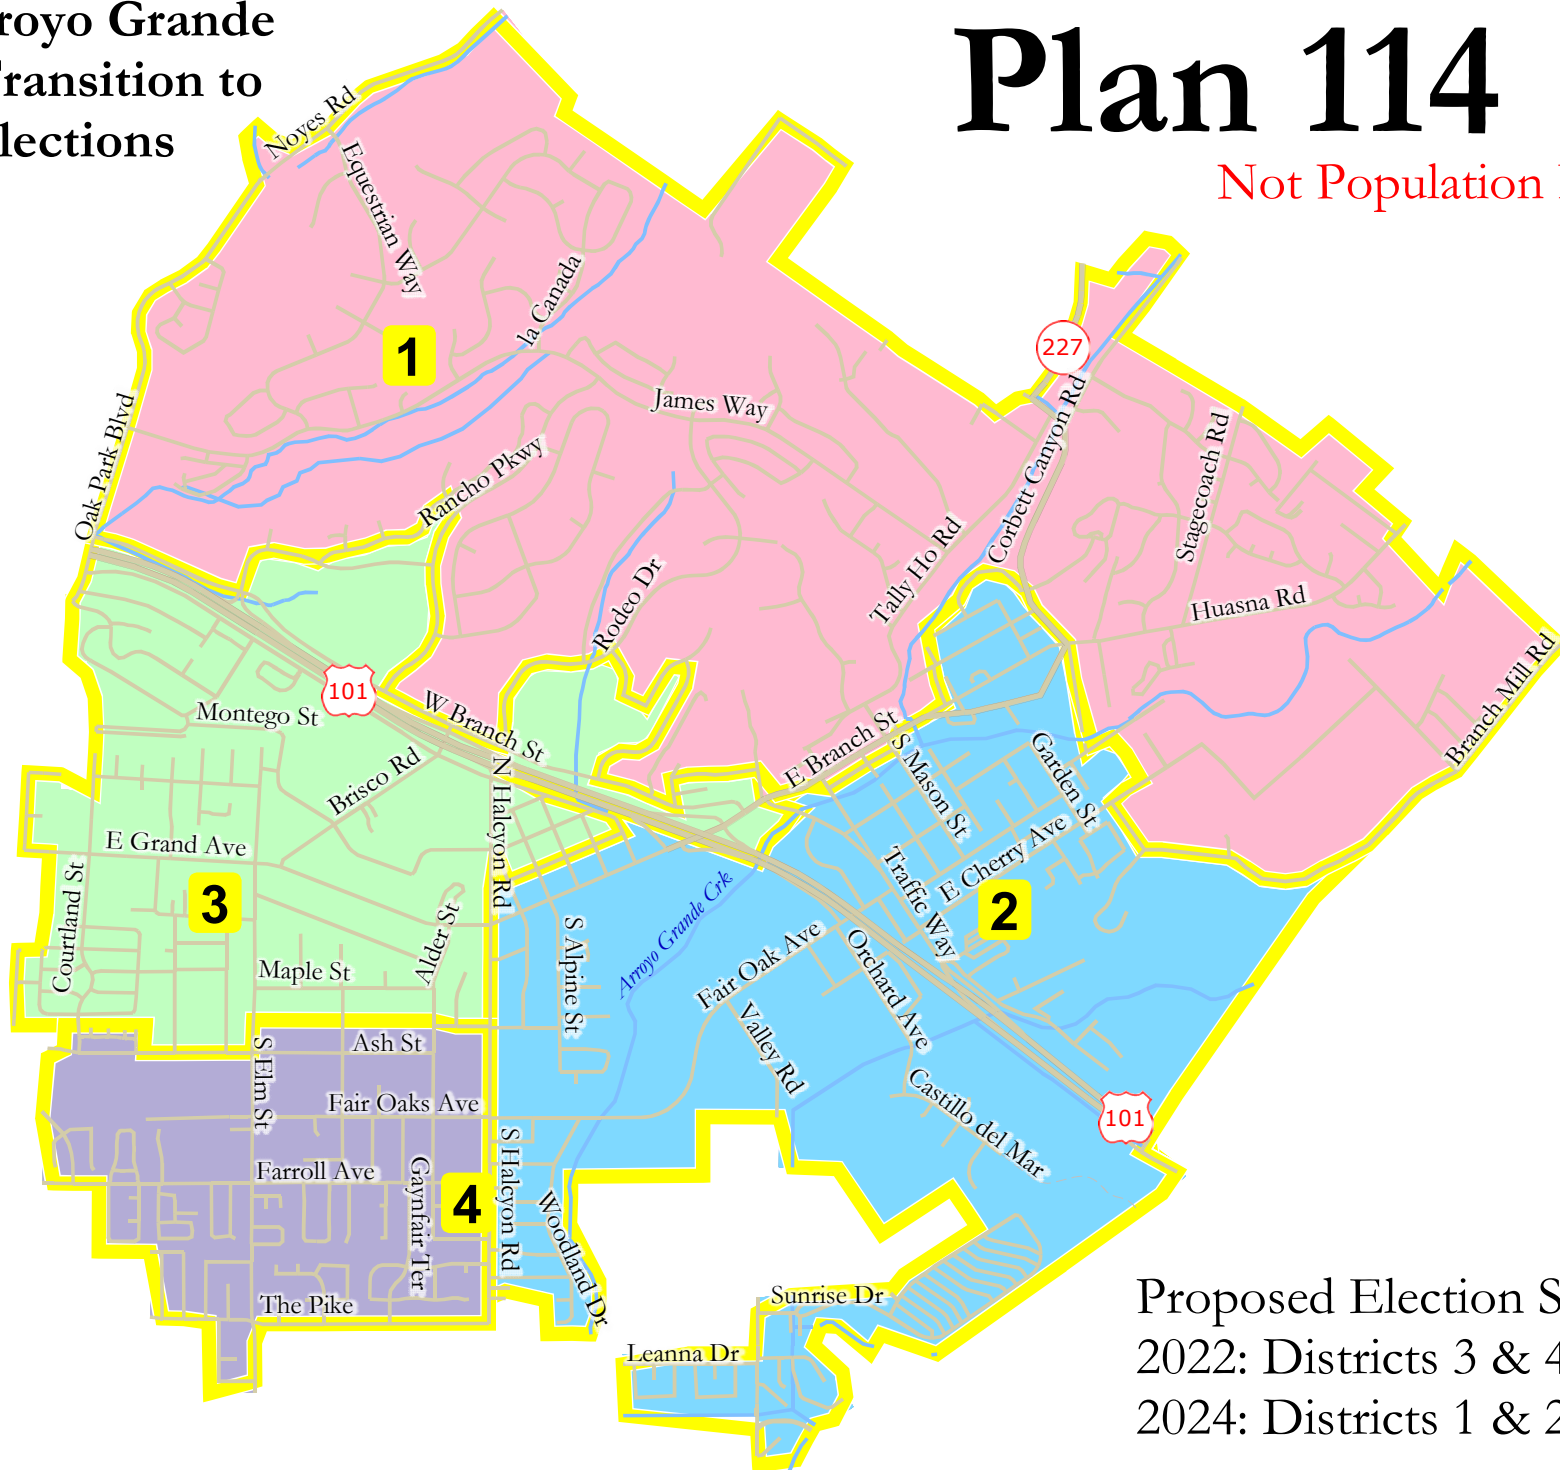 royo Grande
Transition to
lections
Plan 114
Not Population
Noyes Rd
Equestrian Way
la Canada
1
227
James Way
Oak Park Blvd
Rancho Pkwy
Corbett Canyon Rd
Stagecoach Rd
Tally Ho Rd
Rodeo Dr
Huasna Rd
Branch Mill Rd
101
Montego St
W Branch St
E Branch St
S Mason St
Garden St
Brisco Rd
N Halcyon Rd
E Grand Ave
E Cherry Ave
Traffic Way
3
2
Courtland St
Alder St
Maple St
S Alpine St
Arroyo Grande Crk
Fair Oak Ave
Orchard Ave
Valley Rd
Ash St
S Elm St
Fair Oaks Ave
Castillo del Mar
101
Farroll Ave
Gaynfair Ter
4
S Halcyon Rd
Woodland Dr
The Pike
Sunrise Dr
Leanna Dr
Proposed Election S
2022: Districts 3 & 4
2024: Districts 1 & 2